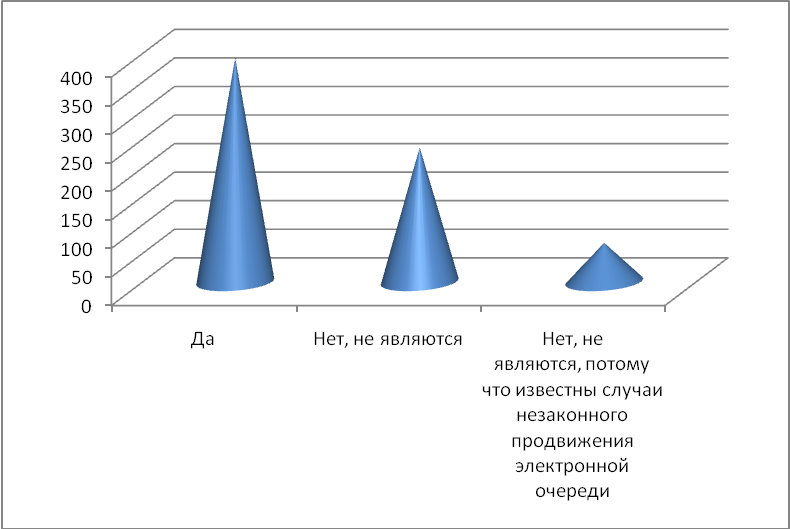 400
350
300
250
200
150
100
50
0
Да
Нет, не являются
Нет, не
являются, потому
что известны случаи
незаконного
продвижения
электронной
очереди